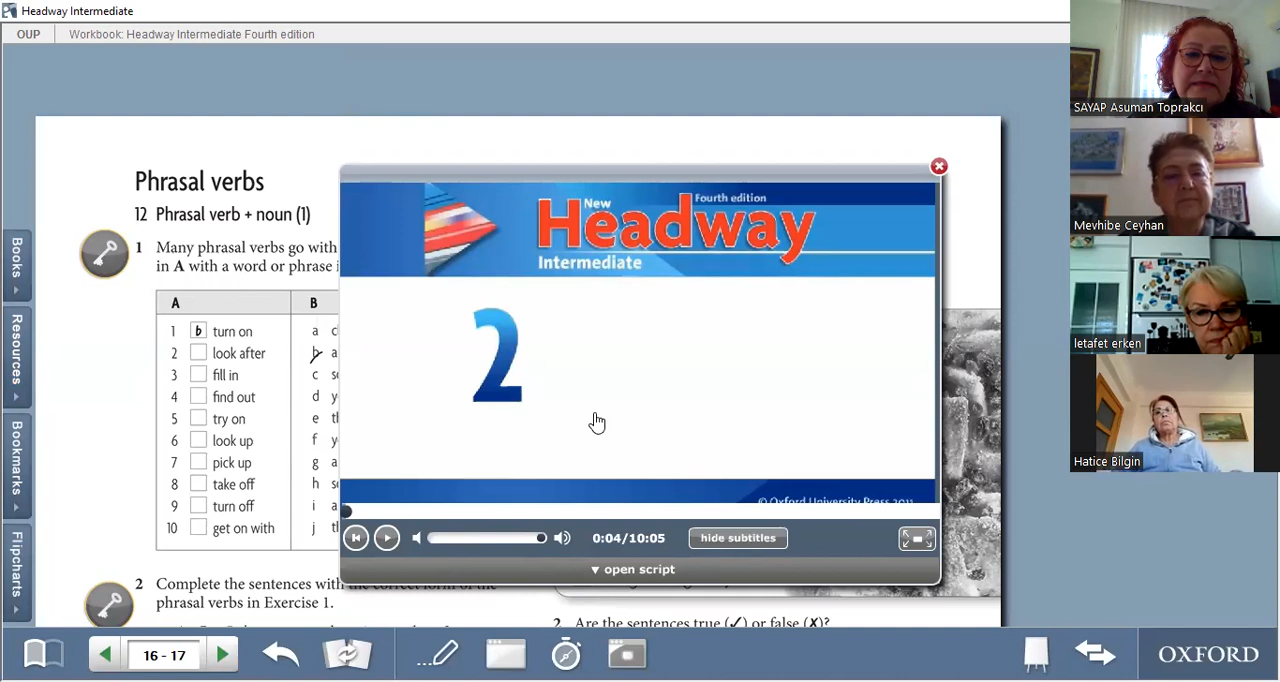 Headway Intermediate
OUP
Workbook: Headway Intermediate Fourth edition
Phrasal verbs
12 Phrasal verb + noun (1)
1 Many phrasal verbs go with
in A with a word or phrase i
A B
1 b turn on a c
2 look after b a
3 fill in c s
4 find out d y
5 try on e t
6 look up f y
7 pick up g a
8 take off h s
9 turn off i a
10 get on with j t
2 Complete the sentences with the correct form of the
phrasal verbs in Exercise 1.
New Headway Fourth edition
Intermediate
2
© Oxford University Press 2011
0:04/10:05
hide subtitles
▼ open script
2 Are the sentences true (✓) or false (✗)?
Books
Resources
Bookmarks
Flipcharts
16 - 17
OXFORD
SAYAP Asuman Toprakcı
Mevhibe Ceyhan
letafet erken
Hatice Bilgin